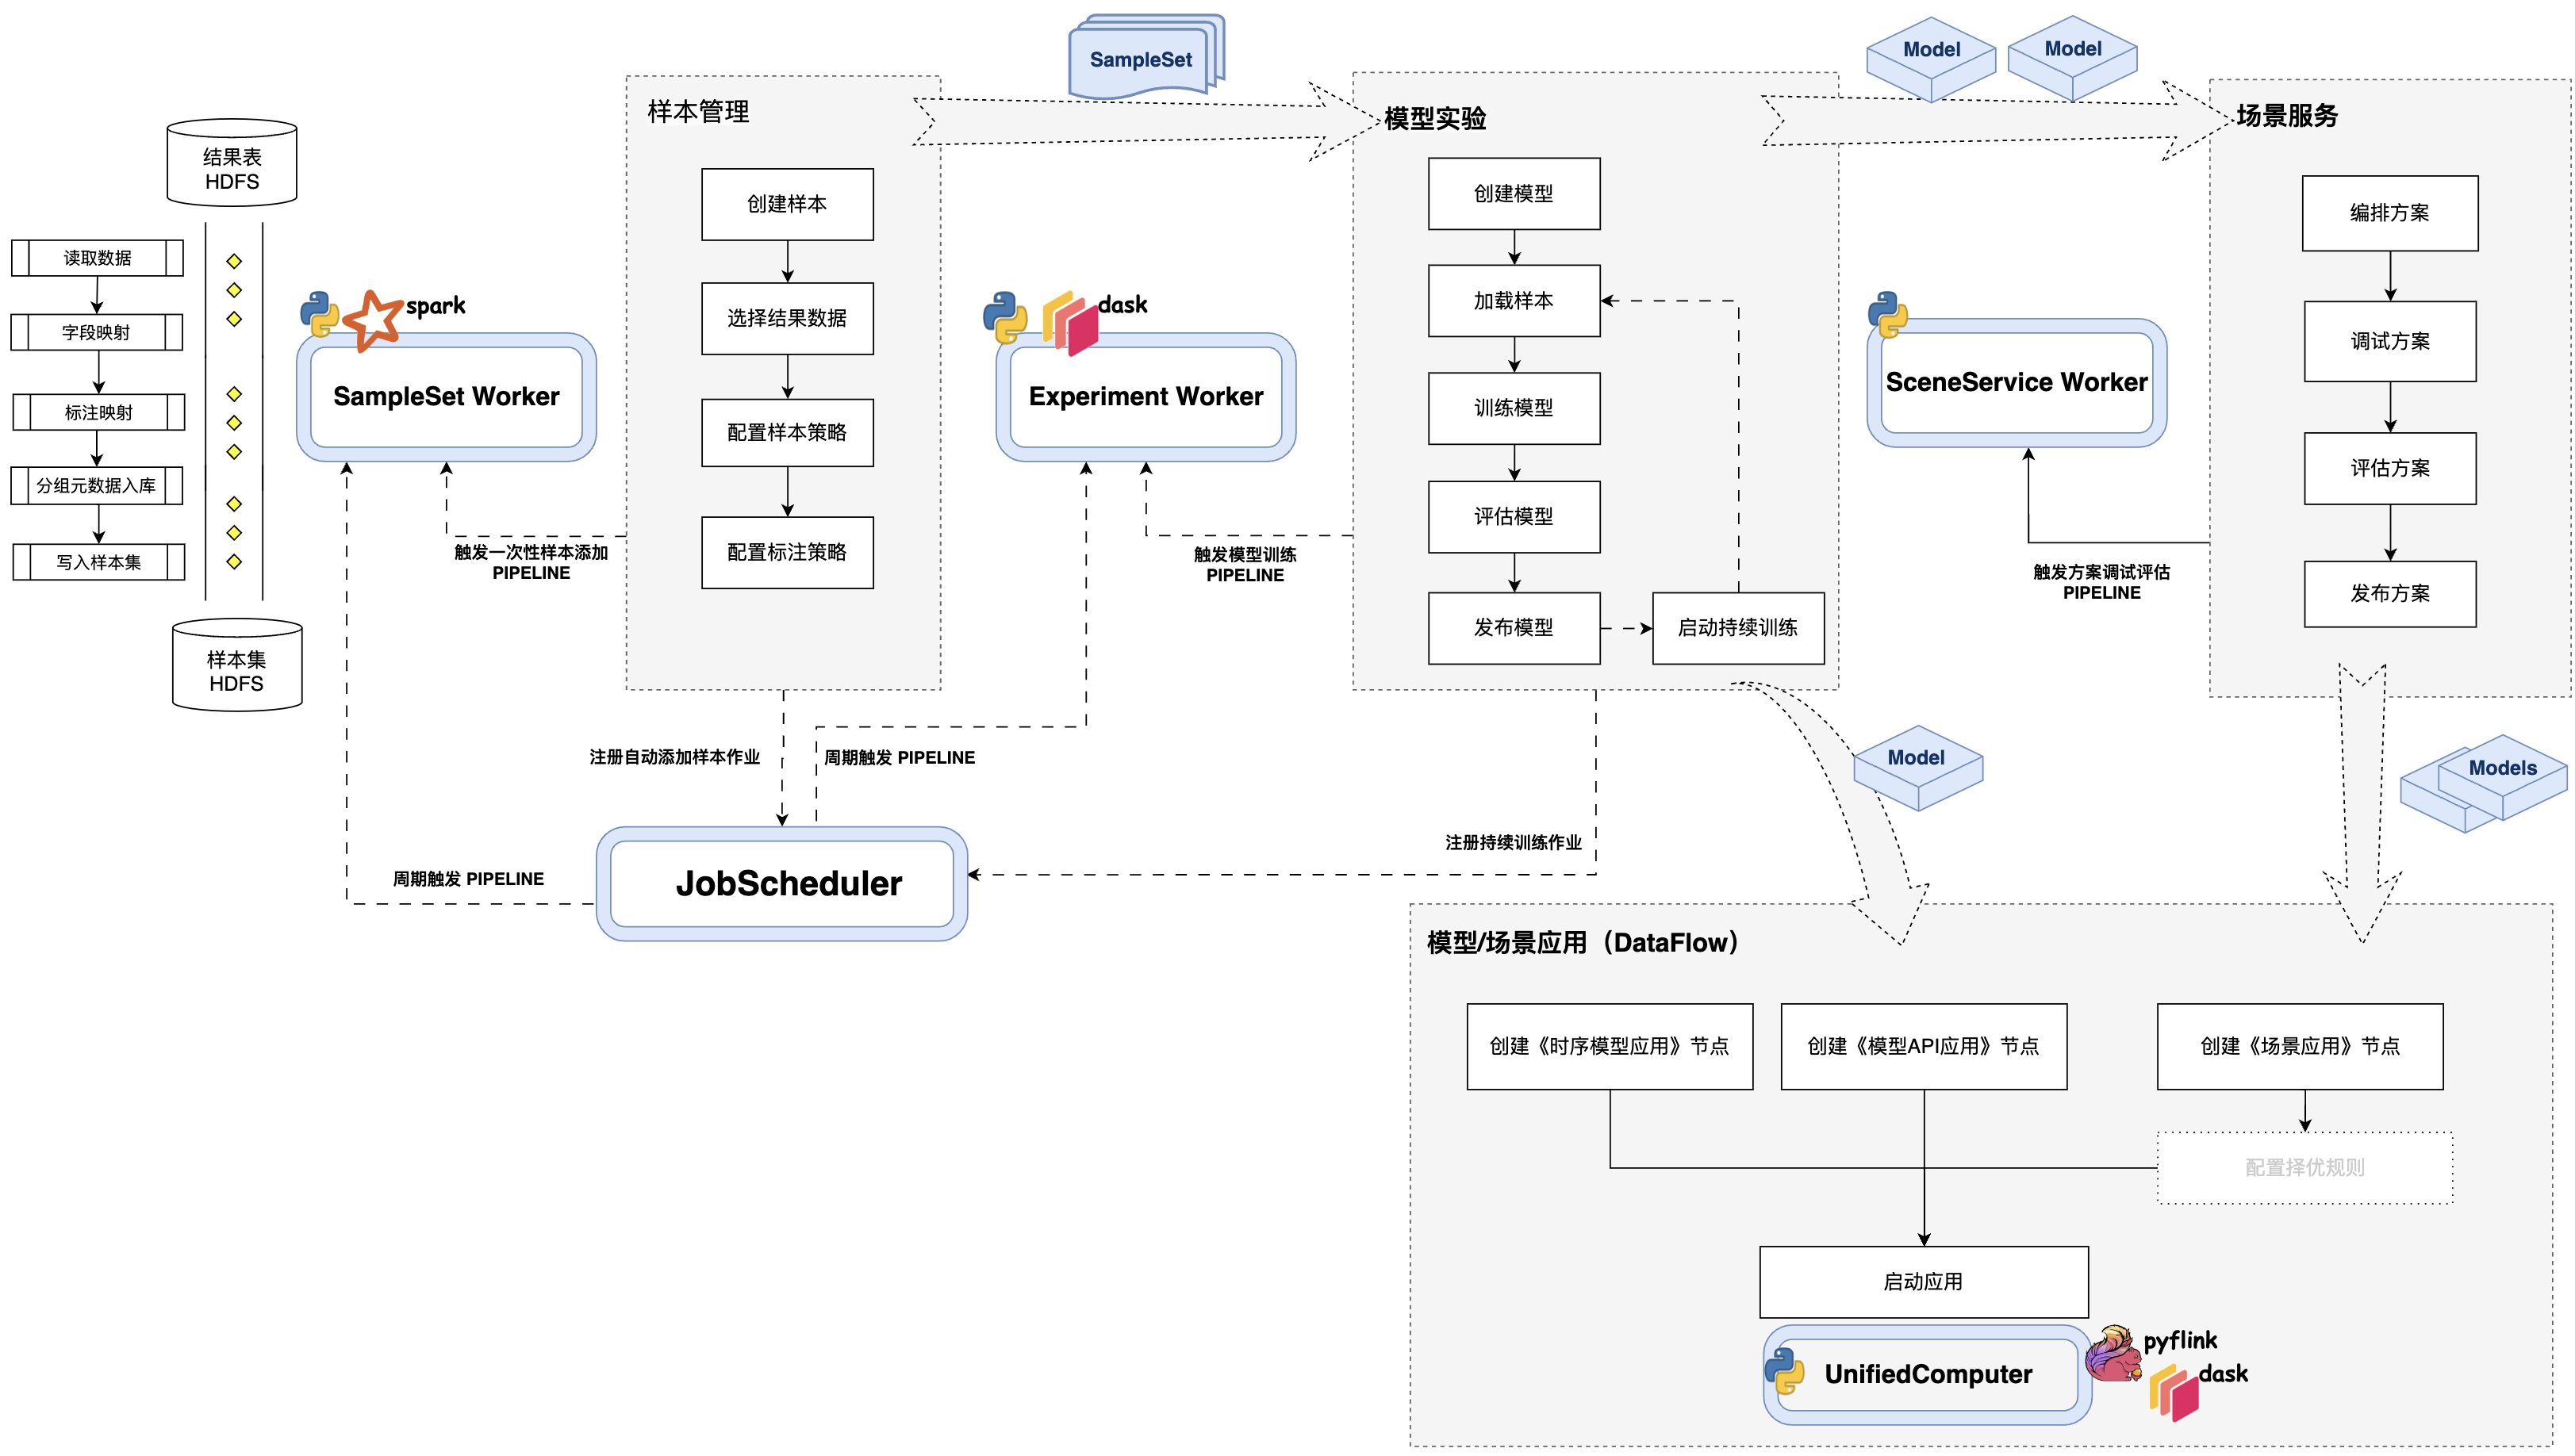 SampleSet
Model
Model
样本管理
模型实验
场景服务
结果表
HDFS
读取数据
字段映射
标注映射
分组元数据入库
写入样本集
样本集
HDFS
spark
SampleSet Worker
创建样本
选择结果数据
配置样本策略
配置标注策略
触发一次性样本添加
PIPELINE
dask
Experiment Worker
触发模型训练
PIPELINE
创建模型
加载样本
训练模型
评估模型
发布模型
启动持续训练
SceneService Worker
触发方案调试评估
PIPELINE
编排方案
调试方案
评估方案
发布方案
注册自动添加样本作业
周期触发 PIPELINE
Model
Models
注册持续训练作业
周期触发 PIPELINE
JobScheduler
模型/场景应用（DataFlow）
创建《时序模型应用》节点
创建《模型API应用》节点
创建《场景应用》节点
配置择优规则
启动应用
UnifiedComputer
pyflink
dask